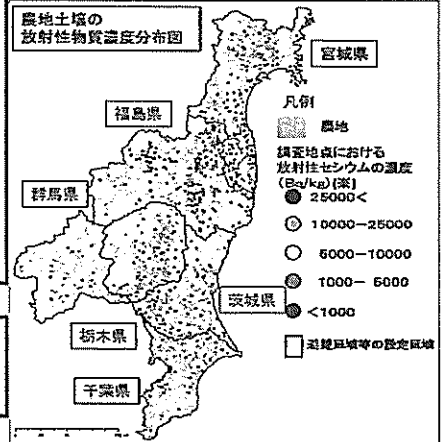 農地土壌の
放射性物質濃度分布図
宮城県
福島県
凡例
農地
調査地点における
放射性セシウムの濃度
(Bq/kg)(※)
25000<
10000-25000
5000-10000
1000- 5000
<1000
群馬県
茨城県
避難区域等の設定区域
栃木県
千葉県